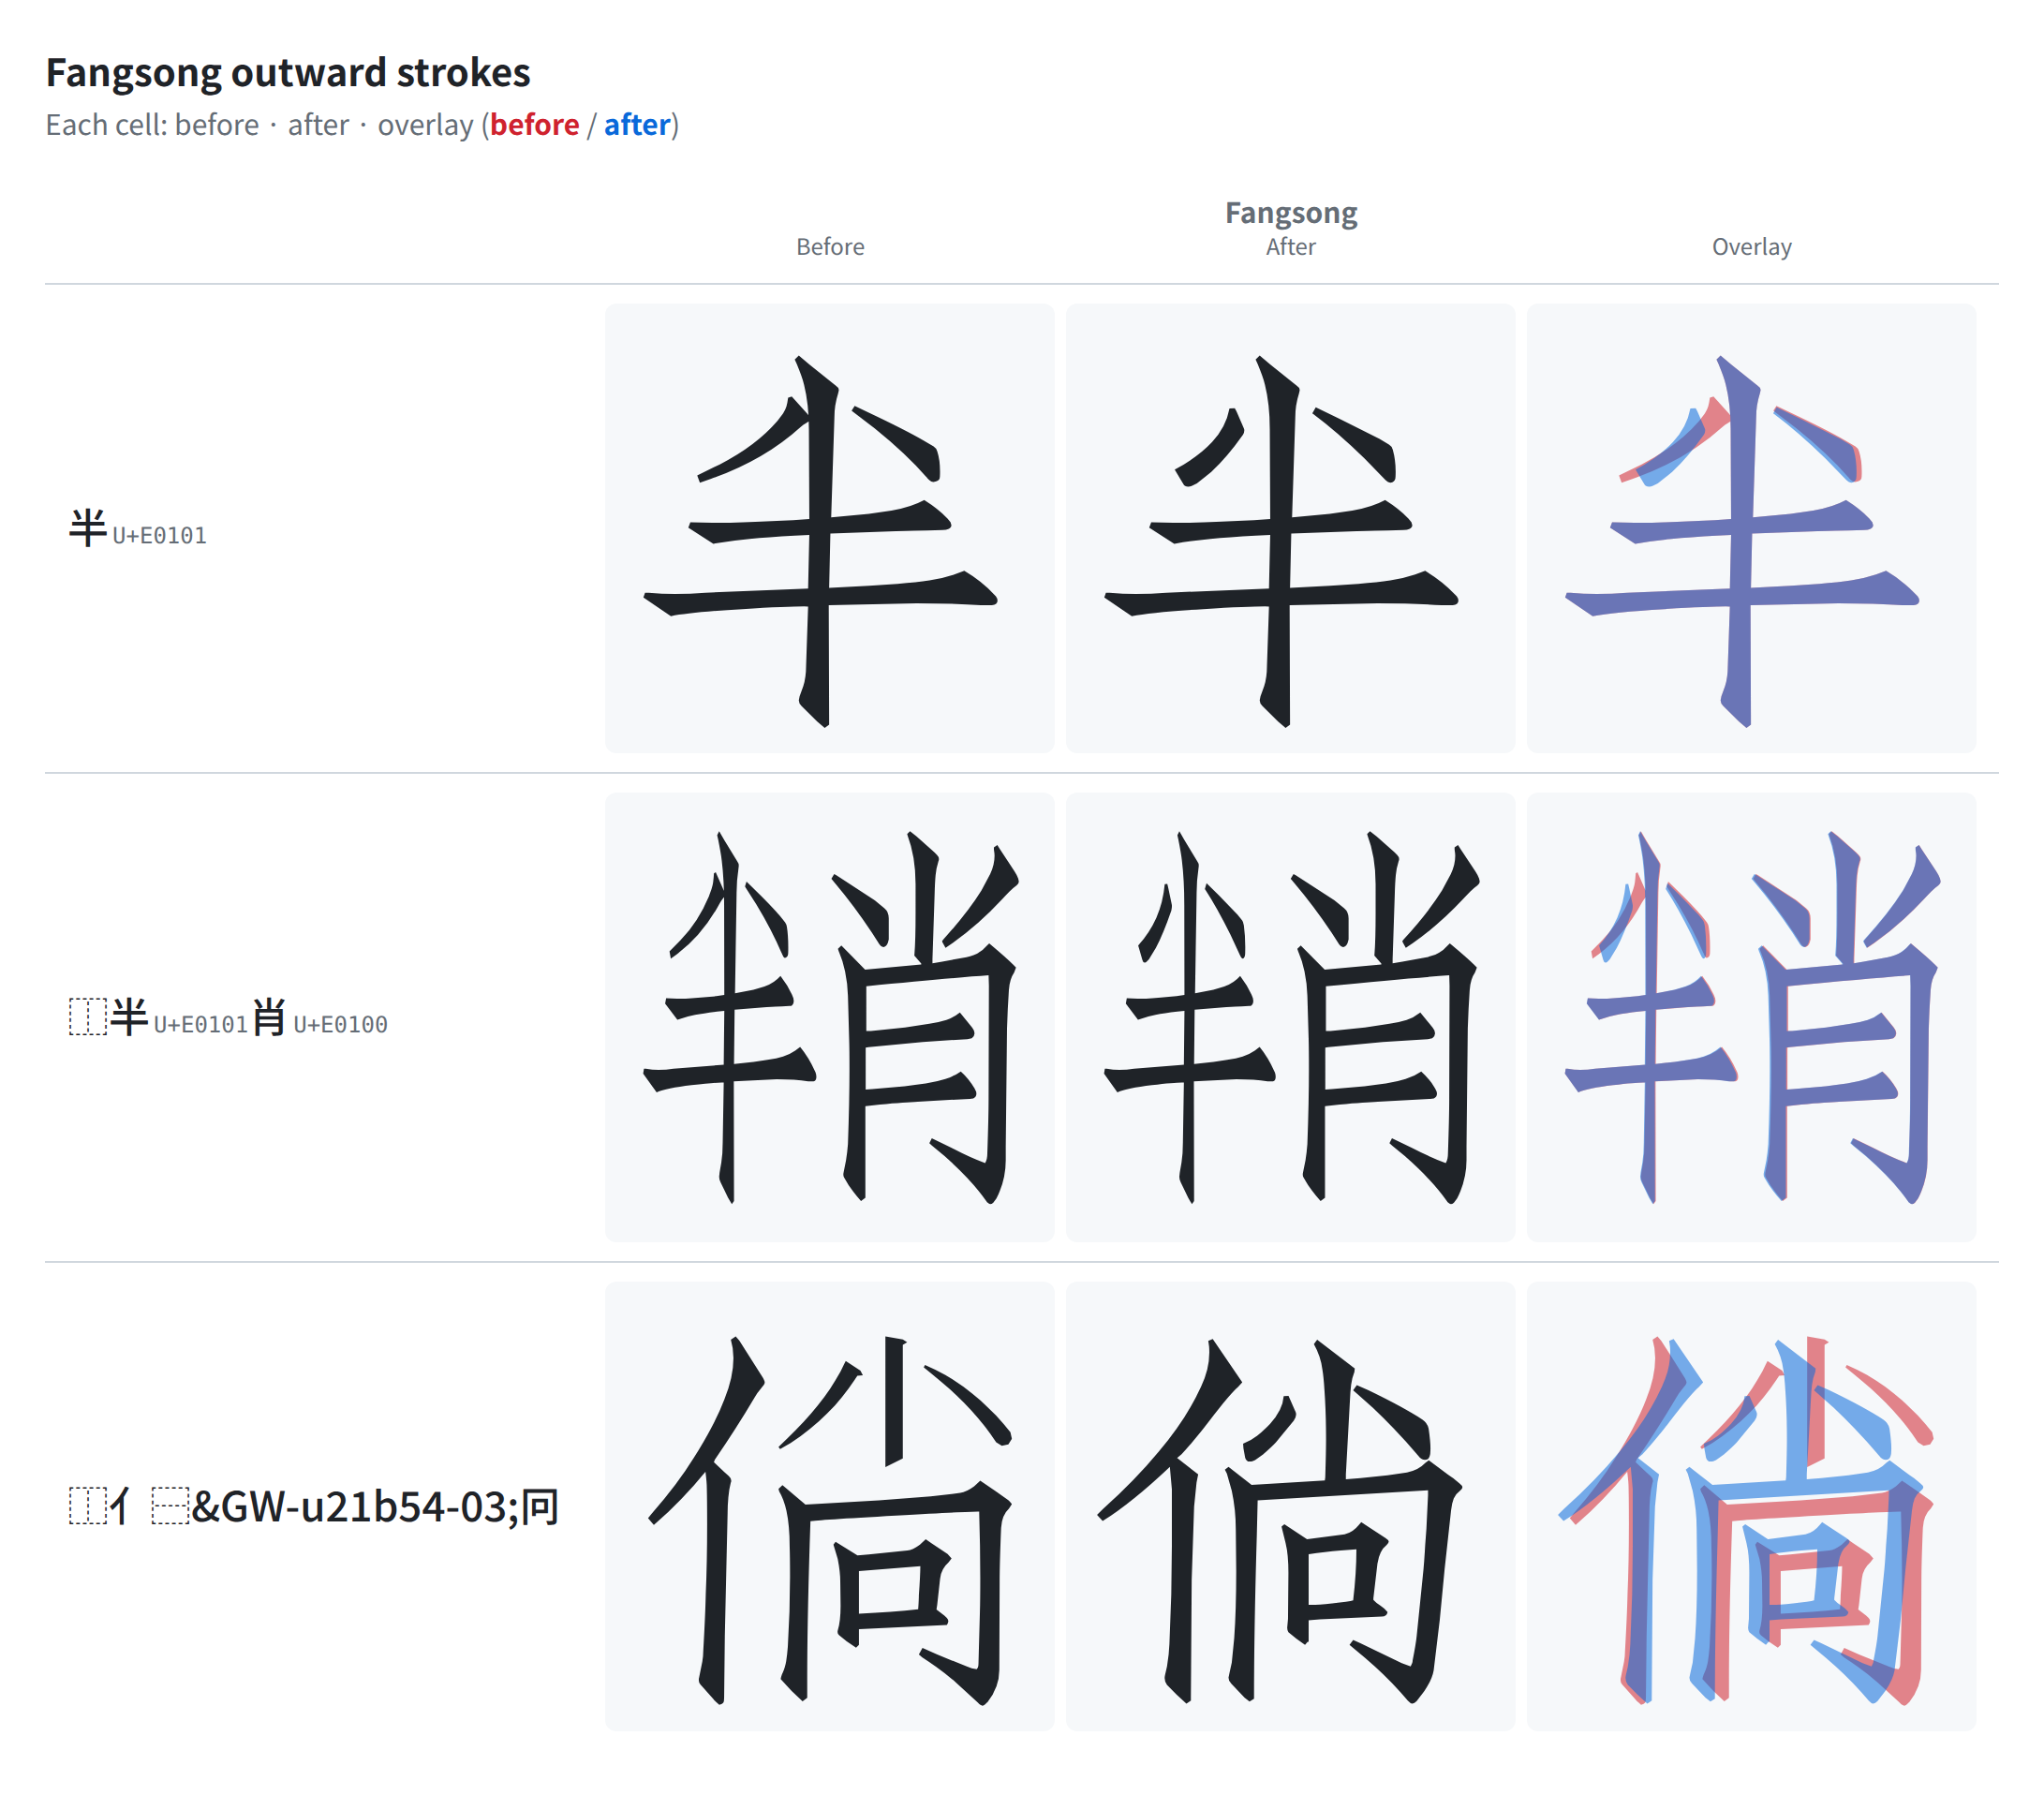 Fangsong outward strokes
Each cell: before · after · overlay (before / after)
Fangsong
Before After Overlay
半 U+E0101
⿰半 U+E0101 肖 U+E0100
⿰亻⿱&GW-u21b54-03;冋